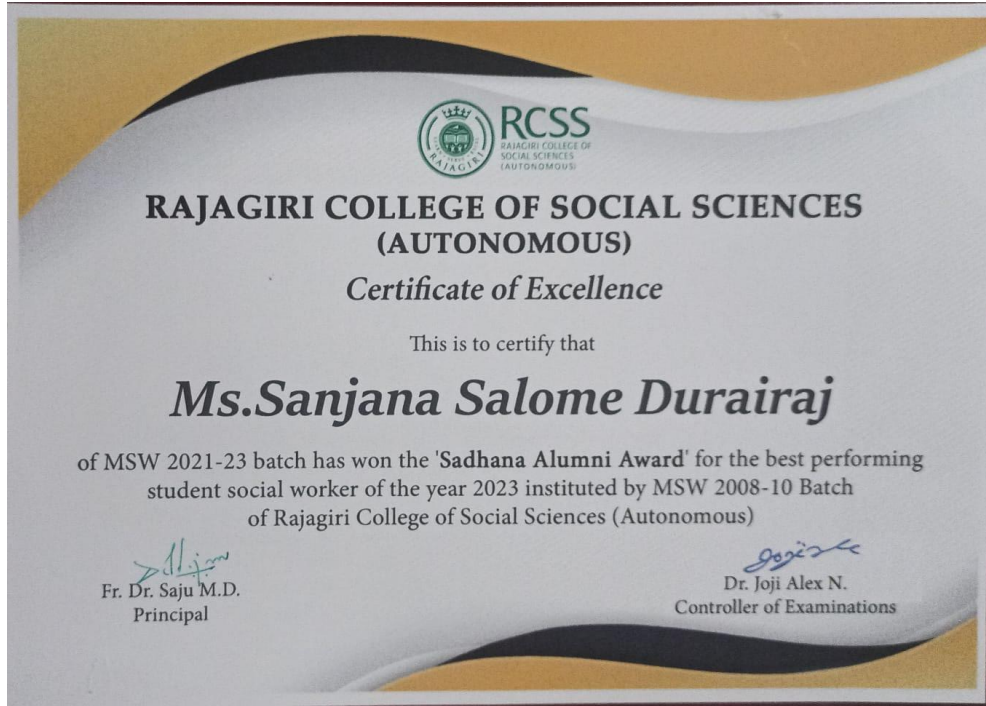 RCSS
RAJAGIRI COLLEGE OF
SOCIAL SCIENCES
(AUTONOMOUS)
RAJAGIRI
RAJAGIRI COLLEGE OF SOCIAL SCIENCES
(AUTONOMOUS)
Certificate of Excellence
This is to certify that
Ms.Sanjana Salome Durairaj
of MSW 2021-23 batch has won the 'Sadhana Alumni Award' for the best performing
student social worker of the year 2023 instituted by MSW 2008-10 Batch
of Rajagiri College of Social Sciences (Autonomous)
Fr. Dr. Saju M.D.
Principal
Dr. Joji Alex N.
Controller of Examinations